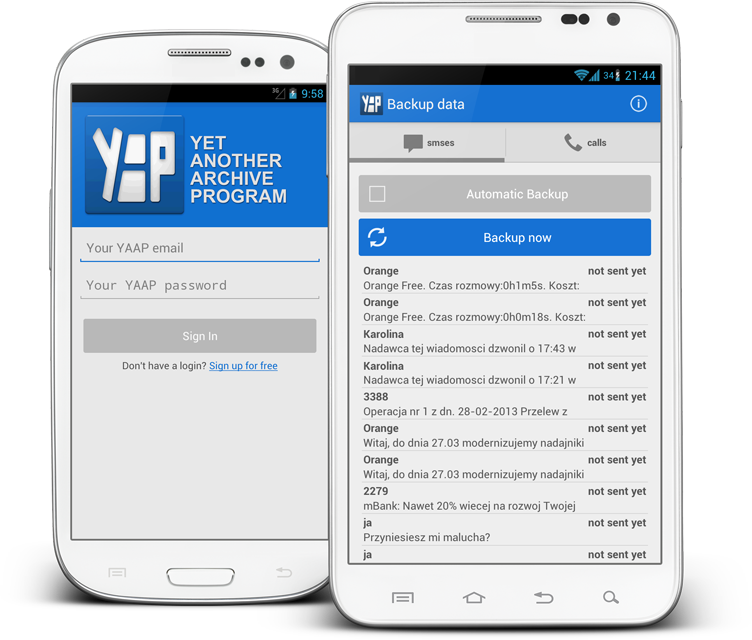 3G 9:58
YAAP
YET
ANOTHER
ARCHIVE
PROGRAM
Your YAAP email
Your YAAP password
Sign In
Don't have a login? Sign up for free
34 21:44
YAAP Backup data
smses calls
Automatic Backup
Backup now
Orange not sent yet
Orange Free. Czas rozmowy:0h1m5s. Koszt:
Orange not sent yet
Orange Free. Czas rozmowy:0h0m18s. Koszt:
Karolina not sent yet
Nadawca tej wiadomosci dzwonil o 17:43 w
Karolina not sent yet
Nadawca tej wiadomosci dzwonil o 17:21 w
3388 not sent yet
Operacja nr 1 z dn. 28-02-2013 Przelew z
Orange not sent yet
Witaj, do dnia 27.03 modernizujemy nadajniki
Orange not sent yet
Witaj, do dnia 27.03 modernizujemy nadajniki
2279 not sent yet
mBank: Nawet 20% wiecej na rozwoj Twojej
ja not sent yet
Przyniesiesz mi malucha?
ja not sent yet